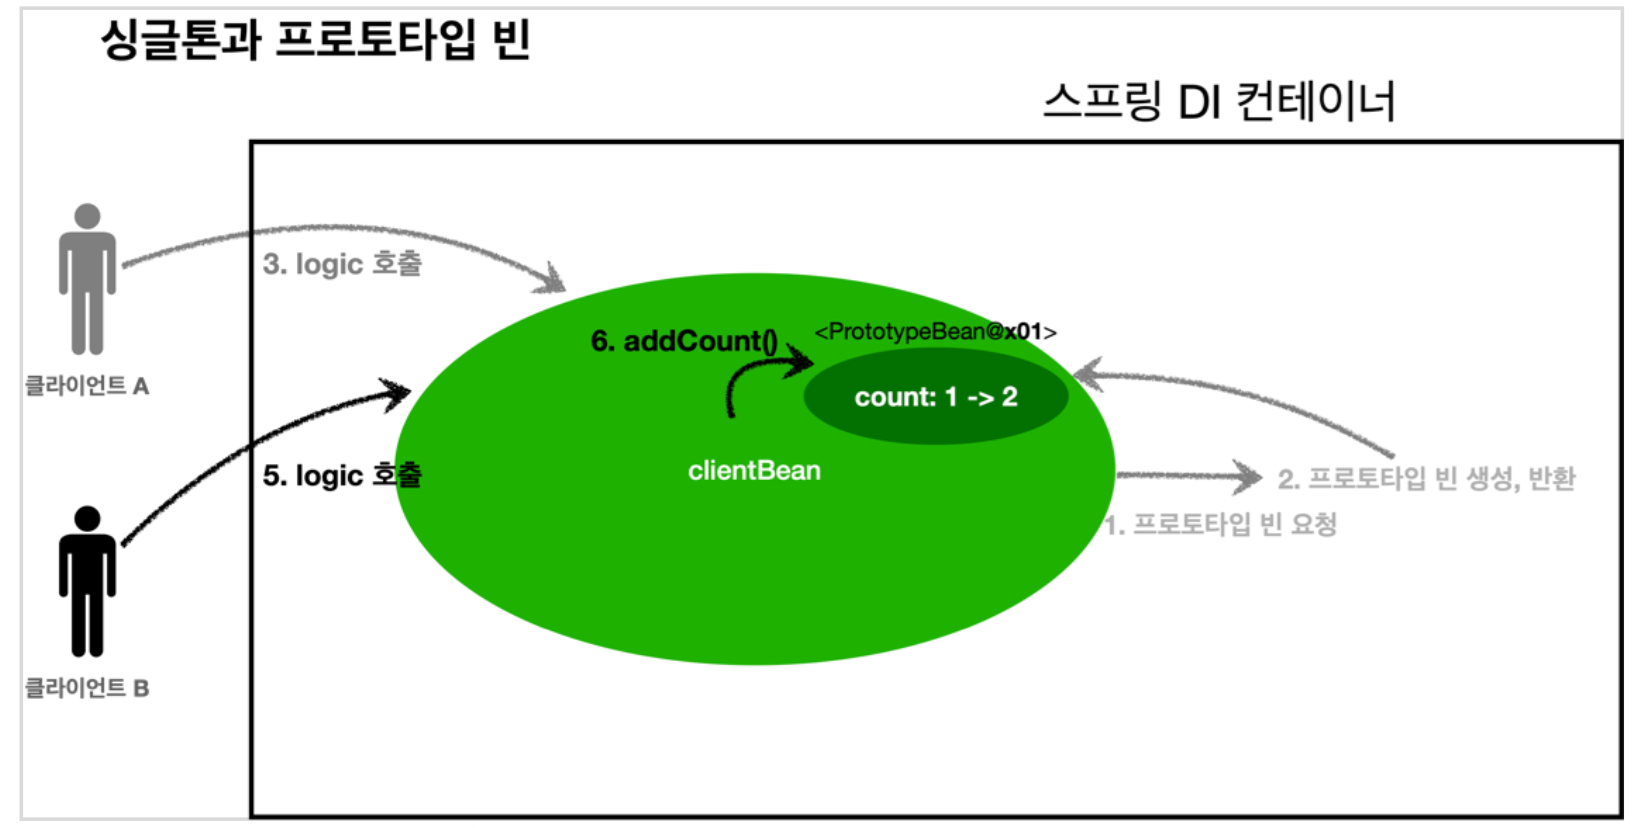 싱글톤과 프로토타입 빈
스프링 DI 컨테이너
3. logic 호출
6. addCount()
<PrototypeBean@x01>
클라이언트 A
count: 1 -> 2
5. logic 호출
clientBean
2. 프로토타입 빈 생성, 반환
1. 프로토타입 빈 요청
클라이언트 B